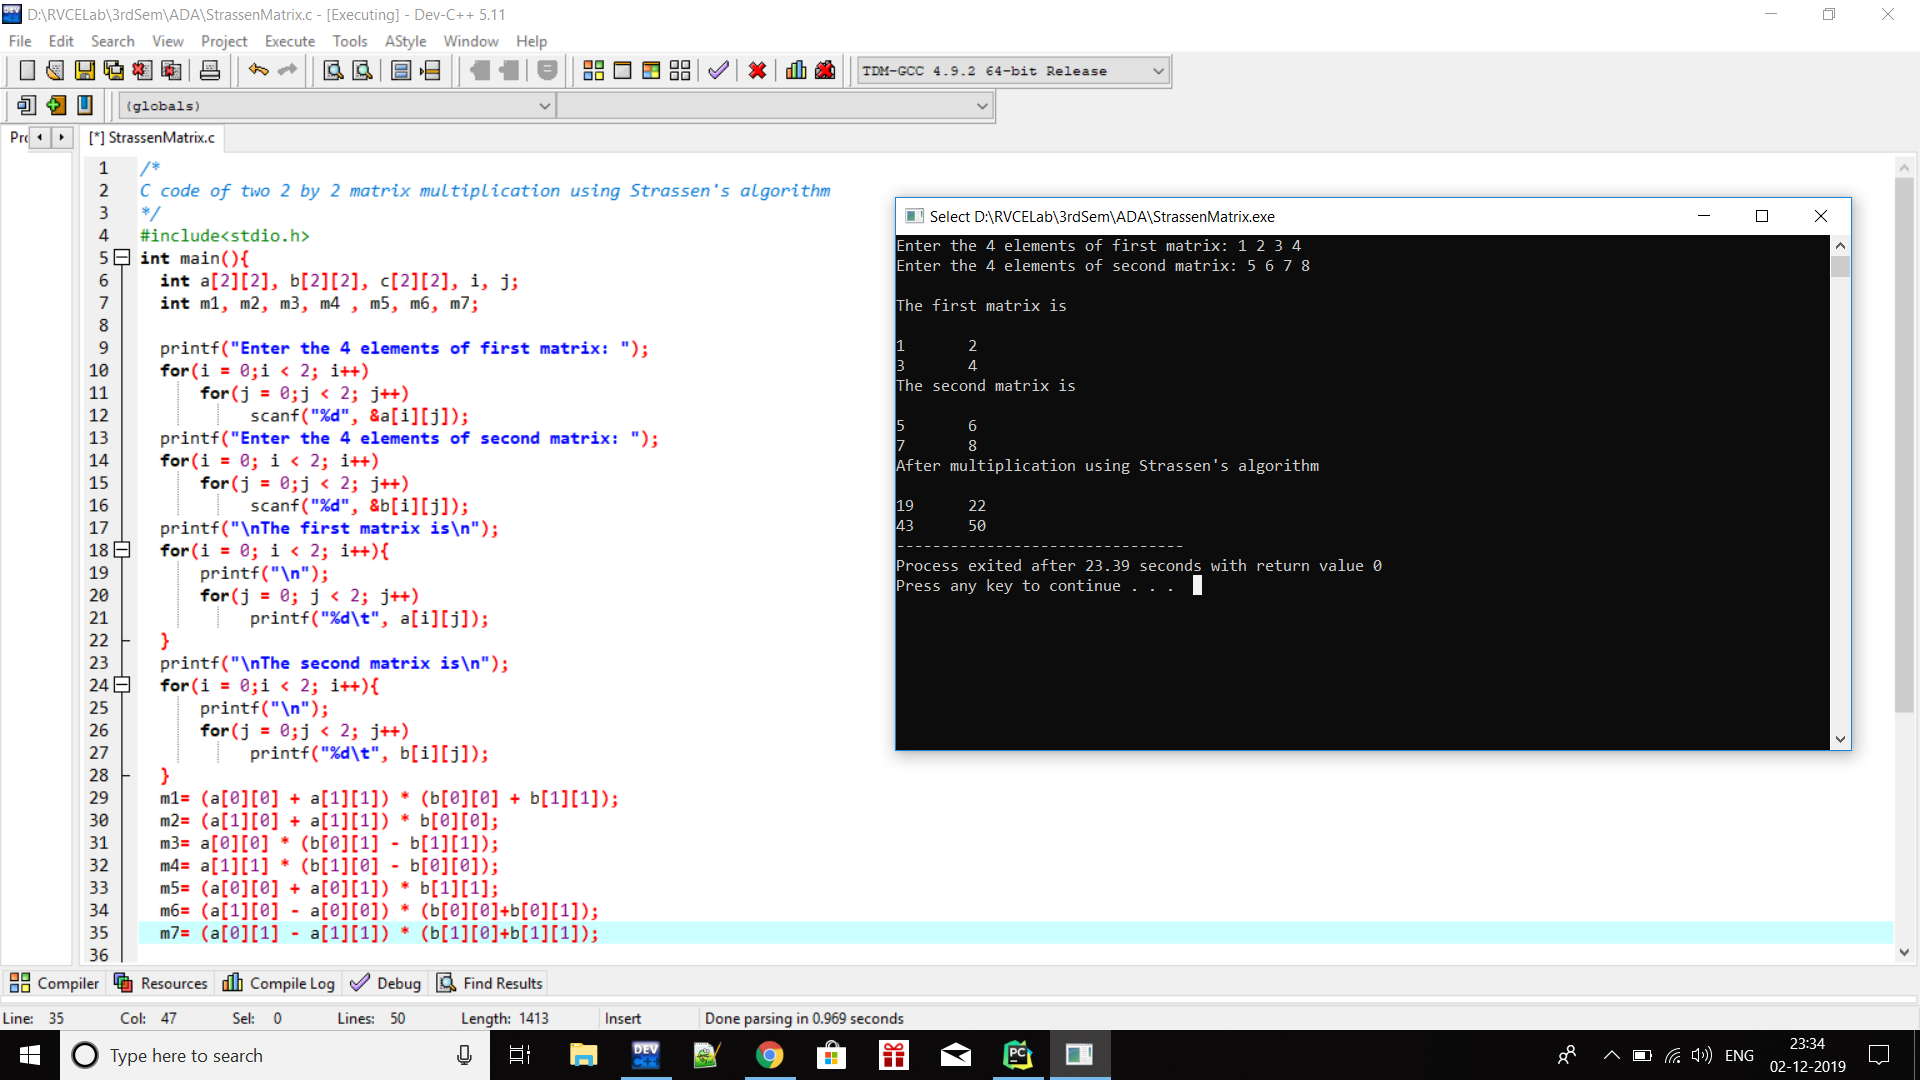 D:\RVCELab\3rdSem\ADA\StrassenMatrix.c - [Executing] - Dev-C++ 5.11
File Edit Search View Project Execute Tools AStyle Window Help
TDM-GCC 4.9.2 64-bit Release
(globals)
[*] StrassenMatrix.c
1 /*
2 C code of two 2 by 2 matrix multiplication using Strassen's algorithm
3 */
4 #include<stdio.h>
5 int main(){
6 int a[2][2], b[2][2], c[2][2], i, j;
7 int m1, m2, m3, m4 , m5, m6, m7;
8
9 printf("Enter the 4 elements of first matrix: ");
10 for(i = 0;i < 2; i++)
11 for(j = 0;j < 2; j++)
12 scanf("%d", &a[i][j]);
13 printf("Enter the 4 elements of second matrix: ");
14 for(i = 0; i < 2; i++)
15 for(j = 0;j < 2; j++)
16 scanf("%d", &b[i][j]);
17 printf("\nThe first matrix is\n");
18 for(i = 0; i < 2; i++){
19 printf("\n");
20 for(j = 0; j < 2; j++)
21 printf("%d\t", a[i][j]);
22 }
23 printf("\nThe second matrix is\n");
24 for(i = 0;i < 2; i++){
25 printf("\n");
26 for(j = 0;j < 2; j++)
27 printf("%d\t", b[i][j]);
28 }
29 m1= (a[0][0] + a[1][1]) * (b[0][0] + b[1][1]);
30 m2= (a[1][0] + a[1][1]) * b[0][0];
31 m3= a[0][0] * (b[0][1] - b[1][1]);
32 m4= a[1][1] * (b[1][0] - b[0][0]);
33 m5= (a[0][0] + a[0][1]) * b[1][1];
34 m6= (a[1][0] - a[0][0]) * (b[0][0]+b[0][1]);
35 m7= (a[0][1] - a[1][1]) * (b[1][0]+b[1][1]);
36
Select D:\RVCELab\3rdSem\ADA\StrassenMatrix.exe
Enter the 4 elements of first matrix: 1 2 3 4
Enter the 4 elements of second matrix: 5 6 7 8
The first matrix is
1 2
3 4
The second matrix is
5 6
7 8
After multiplication using Strassen's algorithm
19 22
43 50
--------------------------------
Process exited after 23.39 seconds with return value 0
Press any key to continue . . .
Compiler Resources Compile Log Debug Find Results
Line: 35 Col: 47 Sel: 0 Lines: 50 Length: 1413 Insert Done parsing in 0.969 seconds
Type here to search
DEV
C++
PC
ENG
23:34
02-12-2019